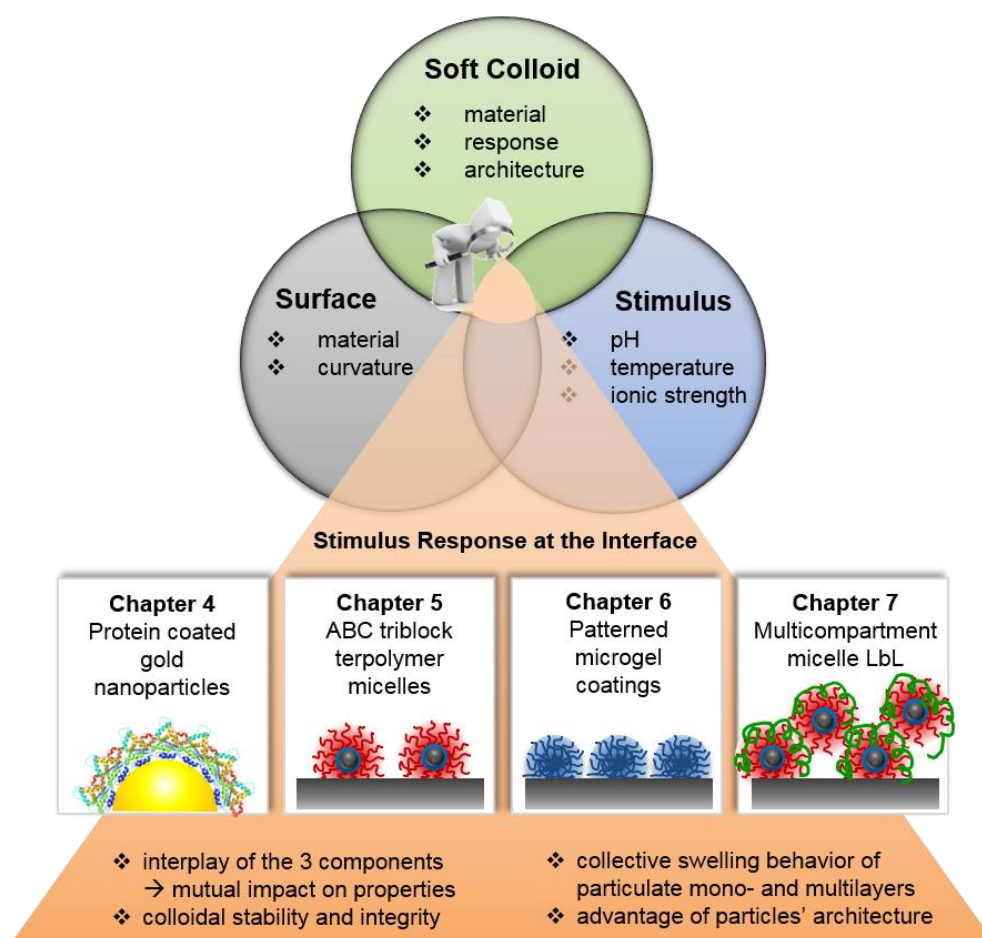 Soft Colloid
❖ material
❖ response
❖ architecture
Surface
❖ material
❖ curvature
Stimulus
❖ pH
❖ temperature
❖ ionic strength
Stimulus Response at the Interface
Chapter 4
Protein coated
gold
nanoparticles
Chapter 5
ABC triblock
terpolymer
micelles
Chapter 6
Patterned
microgel
coatings
Chapter 7
Multicompartment
micelle LbL
❖ interplay of the 3 components
→ mutual impact on properties
❖ colloidal stability and integrity
❖ collective swelling behavior of
particulate mono- and multilayers
❖ advantage of particles’ architecture